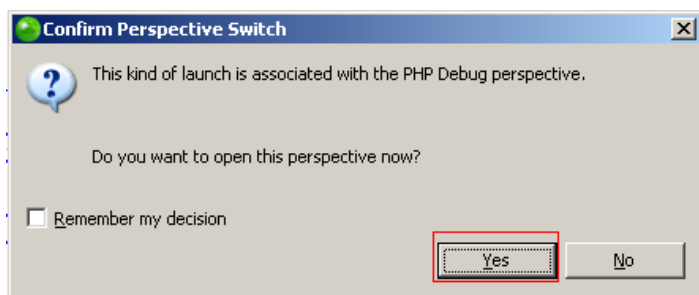 Confirm Perspective Switch
This kind of launch is associated with the PHP Debug perspective.
Do you want to open this perspective now?
Remember my decision
Yes
No